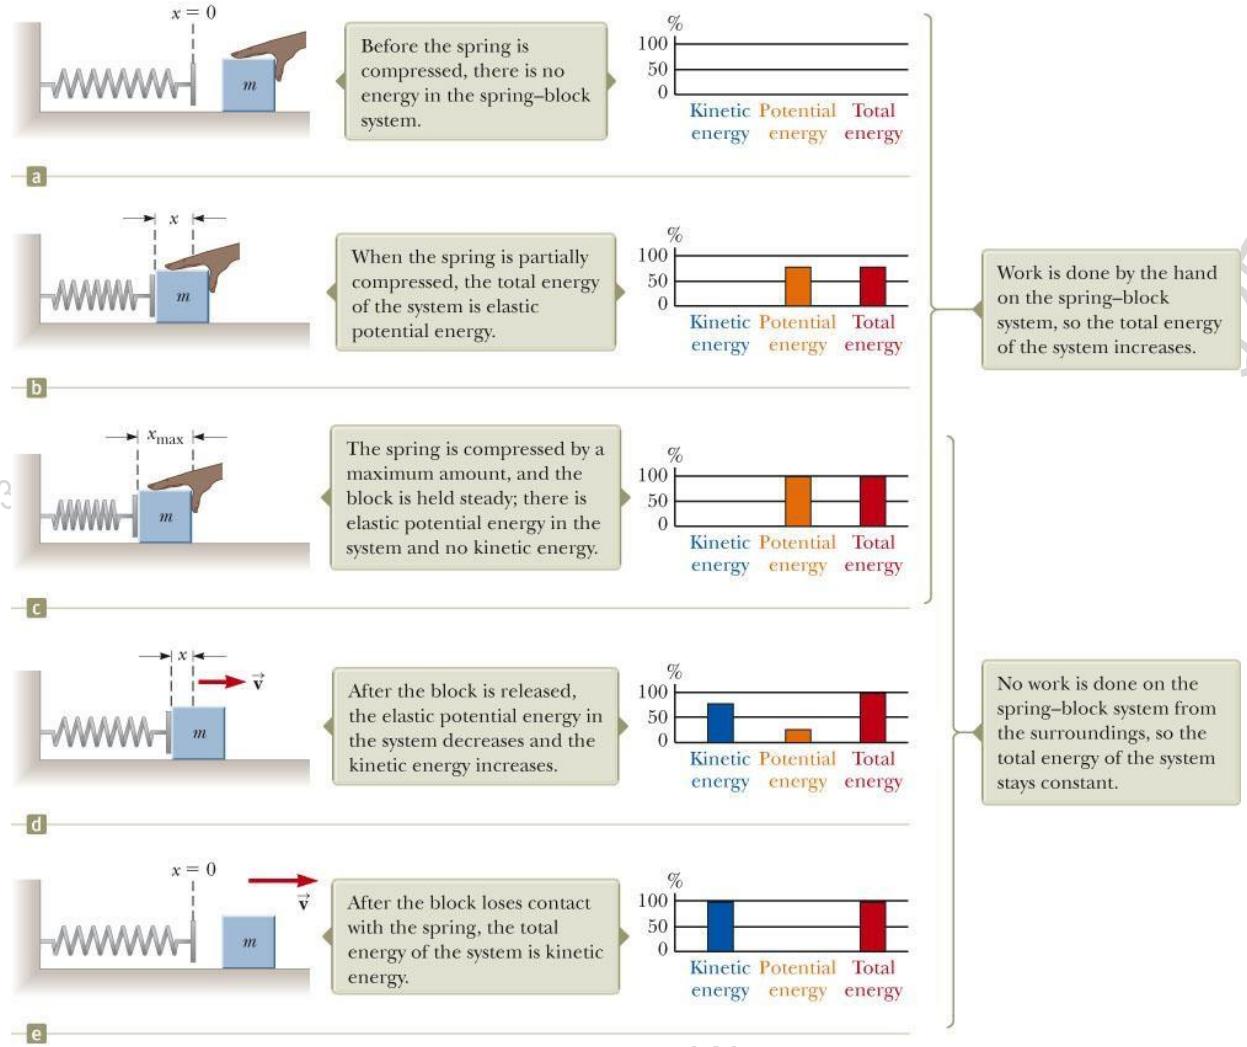 x = 0
m
Before the spring is
compressed, there is no
energy in the spring–block
system.
%
100
50
0
Kinetic Potential Total
energy energy energy
a
x
m
When the spring is partially
compressed, the total energy
of the system is elastic
potential energy.
%
100
50
0
Kinetic Potential Total
energy energy energy
Work is done by the hand
on the spring–block
system, so the total energy
of the system increases.
b
xmax
m
The spring is compressed by a
maximum amount, and the
block is held steady; there is
elastic potential energy in the
system and no kinetic energy.
%
100
50
0
Kinetic Potential Total
energy energy energy
c
x
v
m
After the block is released,
the elastic potential energy in
the system decreases and the
kinetic energy increases.
%
100
50
0
Kinetic Potential Total
energy energy energy
No work is done on the
spring–block system from
the surroundings, so the
total energy of the system
stays constant.
d
x = 0
v
m
After the block loses contact
with the spring, the total
energy of the system is kinetic
energy.
%
100
50
0
Kinetic Potential Total
energy energy energy
e